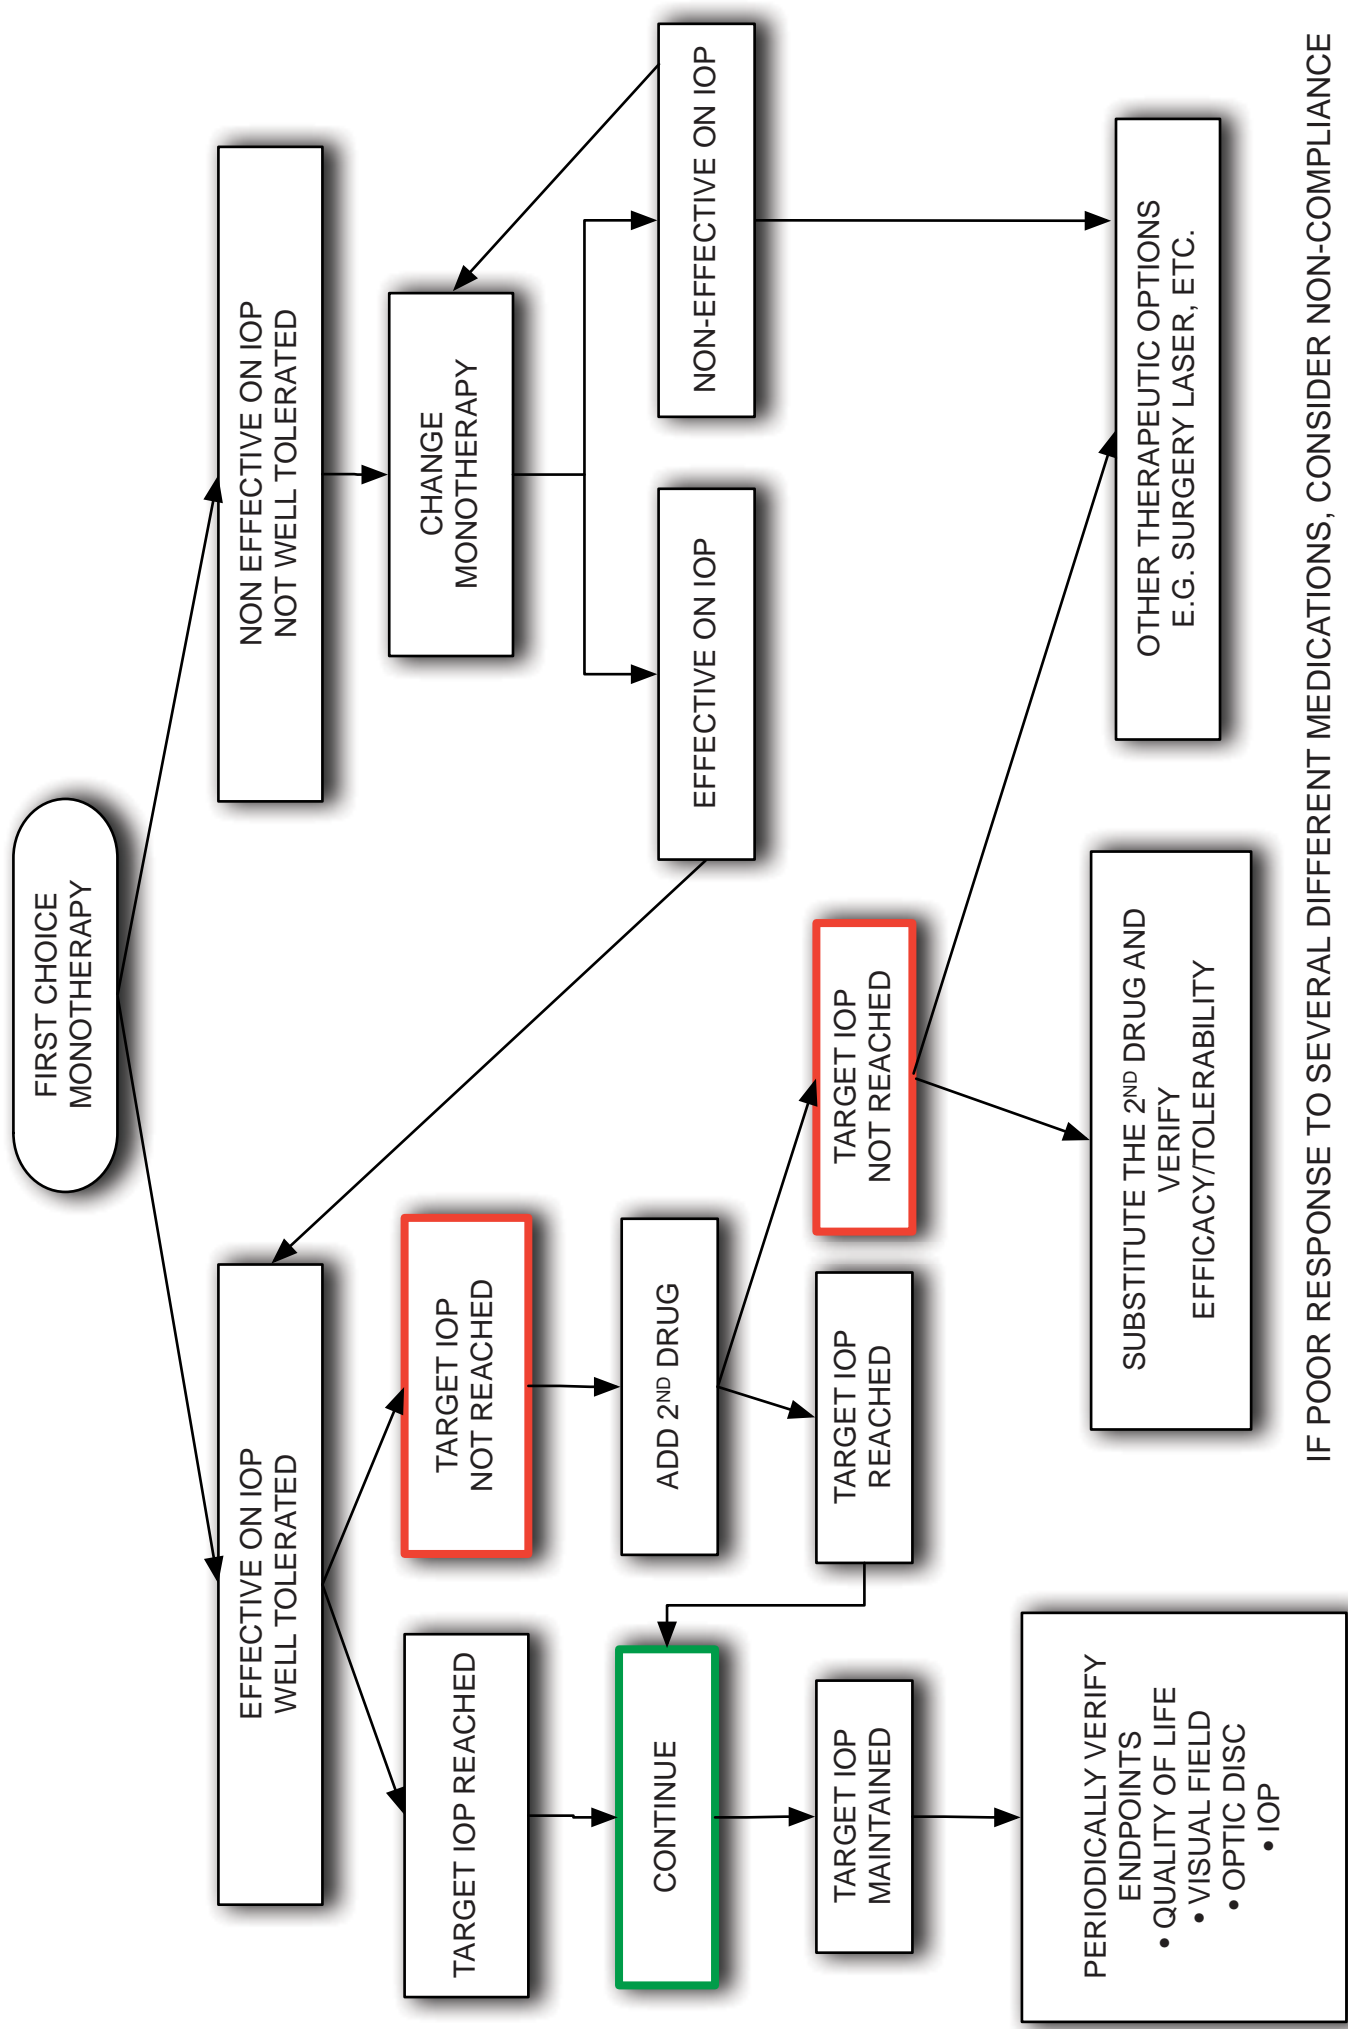 FIRST CHOICE
MONOTHERAPY
EFFECTIVE ON IOP
WELL TOLERATED
NON EFFECTIVE ON IOP
NOT WELL TOLERATED
TARGET IOP REACHED
TARGET IOP
NOT REACHED
CHANGE
MONOTHERAPY
CONTINUE
ADD 2ND DRUG
EFFECTIVE ON IOP
NON-EFFECTIVE ON IOP
TARGET IOP
MAINTAINED
TARGET IOP
REACHED
TARGET IOP
NOT REACHED
PERIODICALLY VERIFY
ENDPOINTS
• QUALITY OF LIFE
• VISUAL FIELD
• OPTIC DISC
• IOP
SUBSTITUTE THE 2ND DRUG AND
VERIFY
EFFICACY/TOLERABILITY
OTHER THERAPEUTIC OPTIONS
E.G. SURGERY LASER, ETC.
IF POOR RESPONSE TO SEVERAL DIFFERENT MEDICATIONS, CONSIDER NON-COMPLIANCE